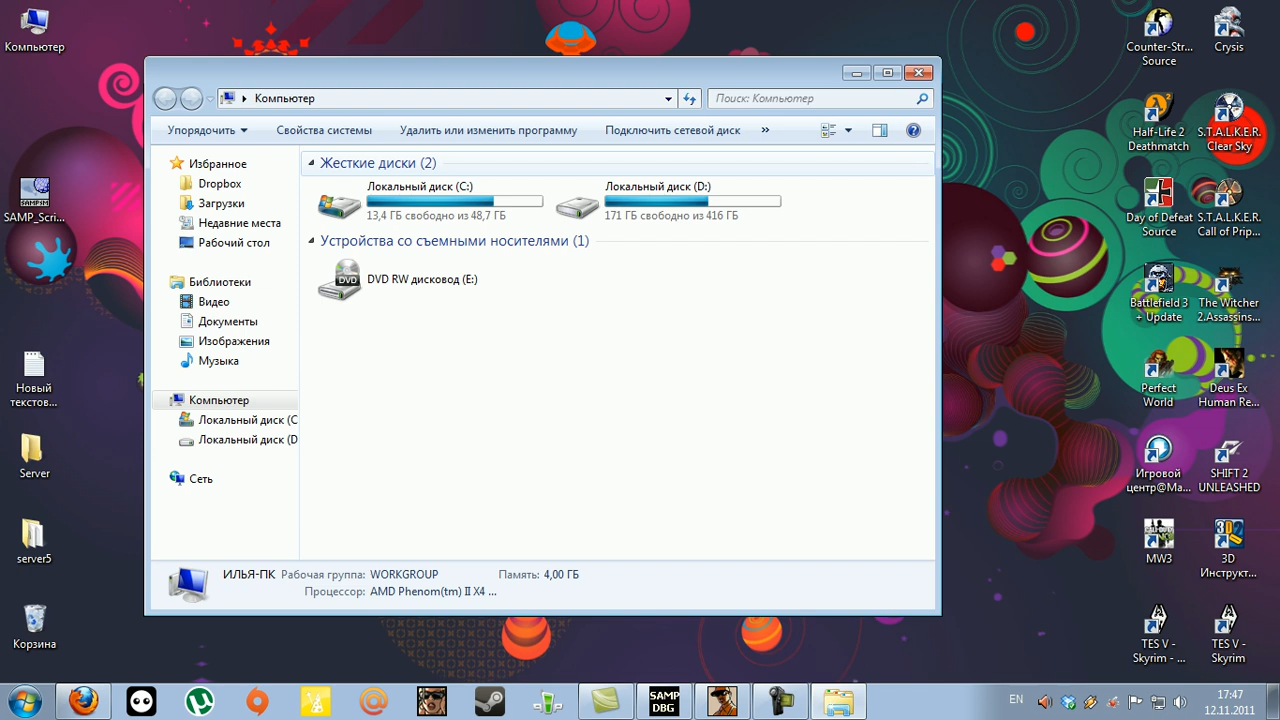 Компьютер
SAMP_Scri...
Новый
текстов...
Server
server5
Корзина
Компьютер
Поиск: Компьютер
Упорядочить
Свойства системы
Удалить или изменить программу
Подключить сетевой диск
»
Избранное
Dropbox
Загрузки
Недавние места
Рабочий стол
Библиотеки
Видео
Документы
Изображения
Музыка
Компьютер
Локальный диск (C
Локальный диск (D
Сеть
Жесткие диски (2)
Локальный диск (C:)
13,4 ГБ свободно из 48,7 ГБ
Локальный диск (D:)
171 ГБ свободно из 416 ГБ
Устройства со съемными носителями (1)
DVD
DVD RW дисковод (E:)
ИЛЬЯ-ПК Рабочая группа: WORKGROUP Память: 4,00 ГБ
Процессор: AMD Phenom(tm) II X4 ...
Counter-Str...
Source
Crysis
Half-Life 2
Deathmatch
S.T.A.L.K.E.R.
Clear Sky
Day of Defeat
Source
S.T.A.L.K.E.R.
Call of Prip...
Battlefield 3
+ Update
The Witcher
2.Assassins...
Perfect
World
Deus Ex
Human Re...
Игровой
центр@Ma...
SHIFT 2
UNLEASHED
MW3
3D
Инструкт...
TES V -
Skyrim - ...
TES V -
Skyrim
SAMP
DBG
EN
17:47
12.11.2011